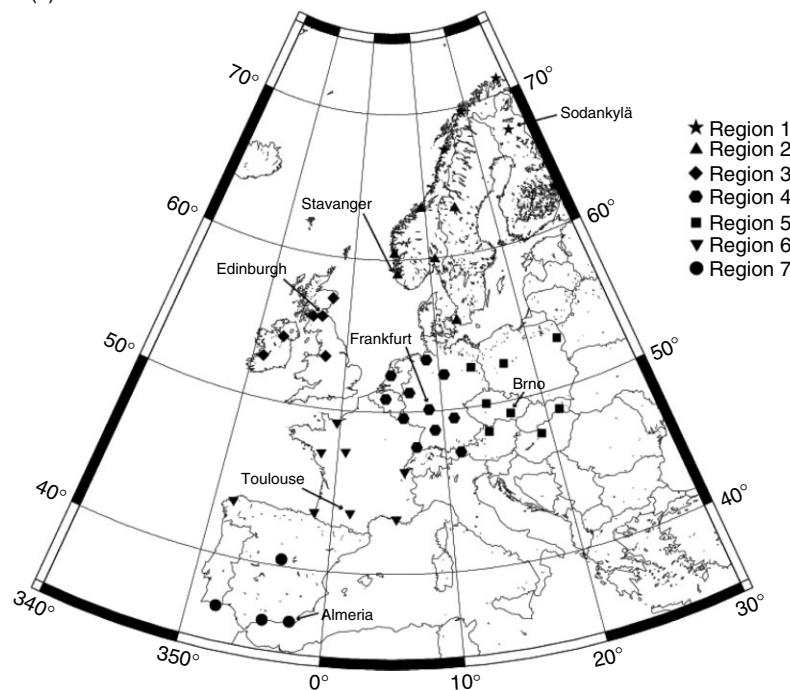 70°
70°
Sodankylä
Region 1
Region 2
Region 3
Region 4
Region 5
Region 6
Region 7
Stavanger
60°
60°
Edinburgh
50°
Frankfurt
50°
Brno
Toulouse
40°
40°
340°
Almeria
30°
350°
20°
0°
10°